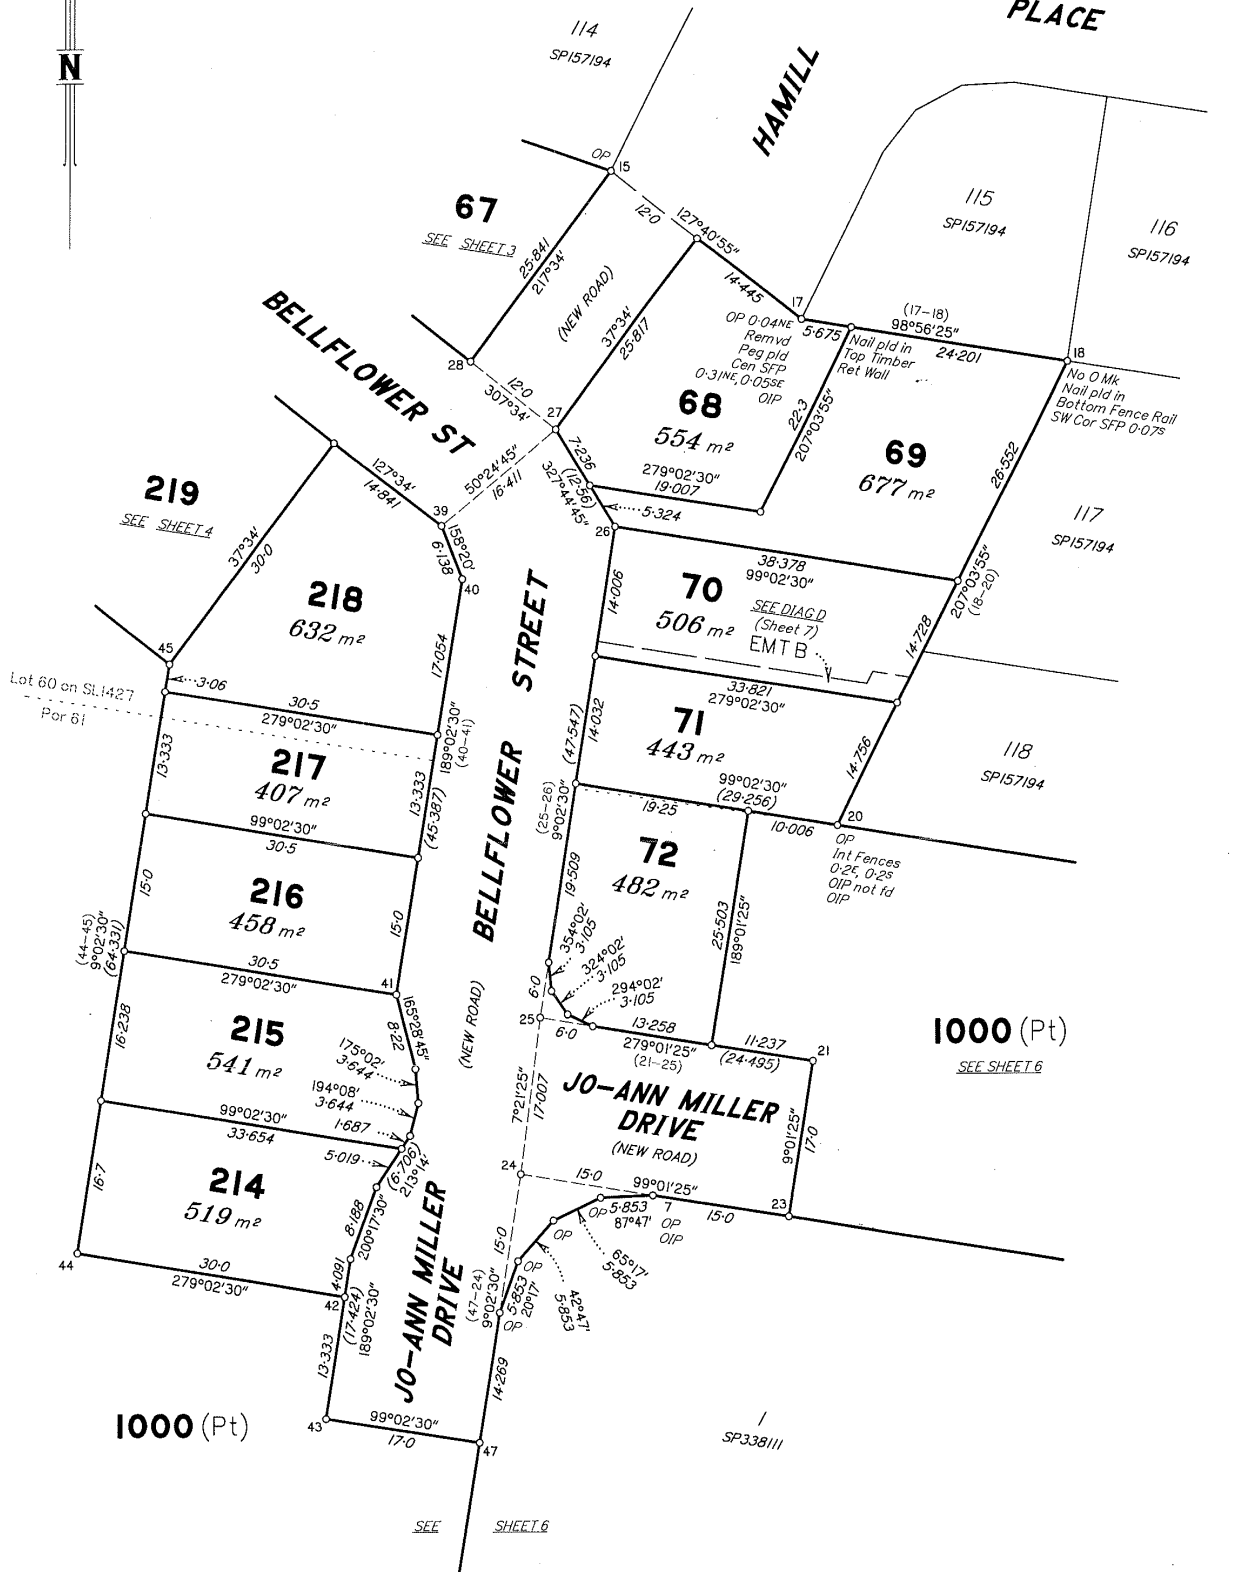 N
PLACE
HAMILL
114
SP157194
OP
15
67
SEE SHEET 3
25·841
217°34'
12·0
127°40'55"
14·445
(NEW ROAD)
37°34'
25·817
115
SP157194
116
SP157194
17
(17-18)
98°56'25"
5·675
24·201
18
OP 0·04NE
Remvd
Peg pld
Cen SFP
0·31NE, 0·05SE
OIP
Nail pld in
Top Timber
Ret Wall
No O Mk
Nail pld in
Bottom Fence Rail
SW Cor SFP 0·07S
BELLFLOWER ST
28
12·0
307°34'
27
68
554 m²
22·3
207°03'55"
69
677 m²
26·552
7·236
(12·56)
327°44'45"
279°02'30"
19·007
5·324
26
50°24'45"
16·411
127°34'
14·841
219
SEE SHEET 4
39
158°20'
6·138
40
37°34'
30·0
218
632 m²
17·054
45
3·06
Lot 60 on SL1427
Por 61
30·5
279°02'30"
189°02'30"
(40-41)
38·378
99°02'30"
207°03'55"
(18-20)
117
SP157194
14·006
70
506 m²
SEE DIAG D
(Sheet 7)
EMT B
14·728
33·821
279°02'30"
71
443 m²
14·032
(47·547)
14·756
118
SP157194
BELLFLOWER STREET
(NEW ROAD)
13·333
217
407 m²
13·333
(45·387)
99°02'30"
30·5
(25-26)
9°02'30"
99°02'30"
(29·256)
19·25
10·006
20
OP
Int Fences
0·2E, 0·2S
OIP not fd
OIP
72
482 m²
19·509
25·503
189°01'25"
216
458 m²
15·0
15·0
(44-45)
9°02'30"
(64·331)
30·5
279°02'30"
41
354°02'
3·105
324°02'
3·105
294°02'
3·105
6·0
25
6·0
13·258
279°01'25"
(21-25)
11·237
(24·495)
21
1000 (Pt)
SEE SHEET 6
215
541 m²
16·238
165°28'45"
8·22
175°02'
3·644
194°08'
3·644
1·687
99°02'30"
33·654
5·019
(6·706)
213°14'
7°21'25"
17·007
JO-ANN MILLER
DRIVE
(NEW ROAD)
9°01'25"
17·0
24
15·0
99°01'25"
7
15·0
23
214
519 m²
16·7
44
30·0
279°02'30"
8·188
200°17'30"
4·091
42
(17·424)
189°02'30"
13·333
JO-ANN MILLER
DRIVE
15·0
(47-24)
9°02'30"
OP
5·853
87°47'
OP
OIP
OP
65°17'
5·853
OP
42°47'
5·853
5·853
20°17'
OP
14·269
1000 (Pt)
43
99°02'30"
17·0
47
1
SP338111
SEE SHEET 6